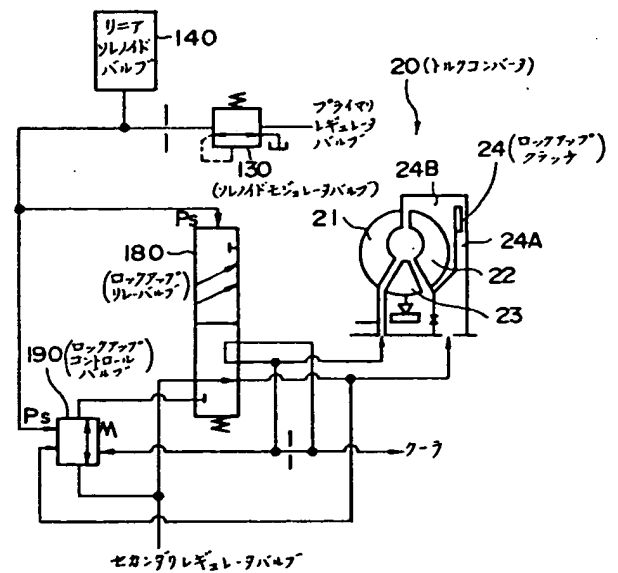 リニア
ソレノイド
バルブ
140
プライマリ
レギュレータ
バルブ
130
(ソレノイドモジュレータバルブ)
20(トルクコンバータ)
24(ロックアップ
クラッチ)
24B
21
24A
22
23
Ps
180
(ロックアップ
リレーバルブ)
190(ロックアップ
コントロール
バルブ)
Ps
クーラ
セカンダリレギュレータバルブ